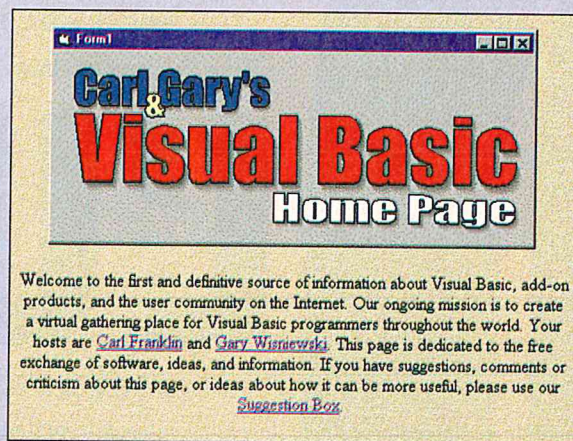 Form1
Carl & Gary's
Visual Basic
Home Page
Welcome to the first and definitive source of information about Visual Basic, add-on
products, and the user community on the Internet. Our ongoing mission is to create
a virtual gathering place for Visual Basic programmers throughout the world. Your
hosts are Carl Franklin and Gary Wisniewski. This page is dedicated to the free
exchange of software, ideas, and information. If you have suggestions, comments or
criticism about this page, or ideas about how it can be more useful, please use our
Suggestion Box.